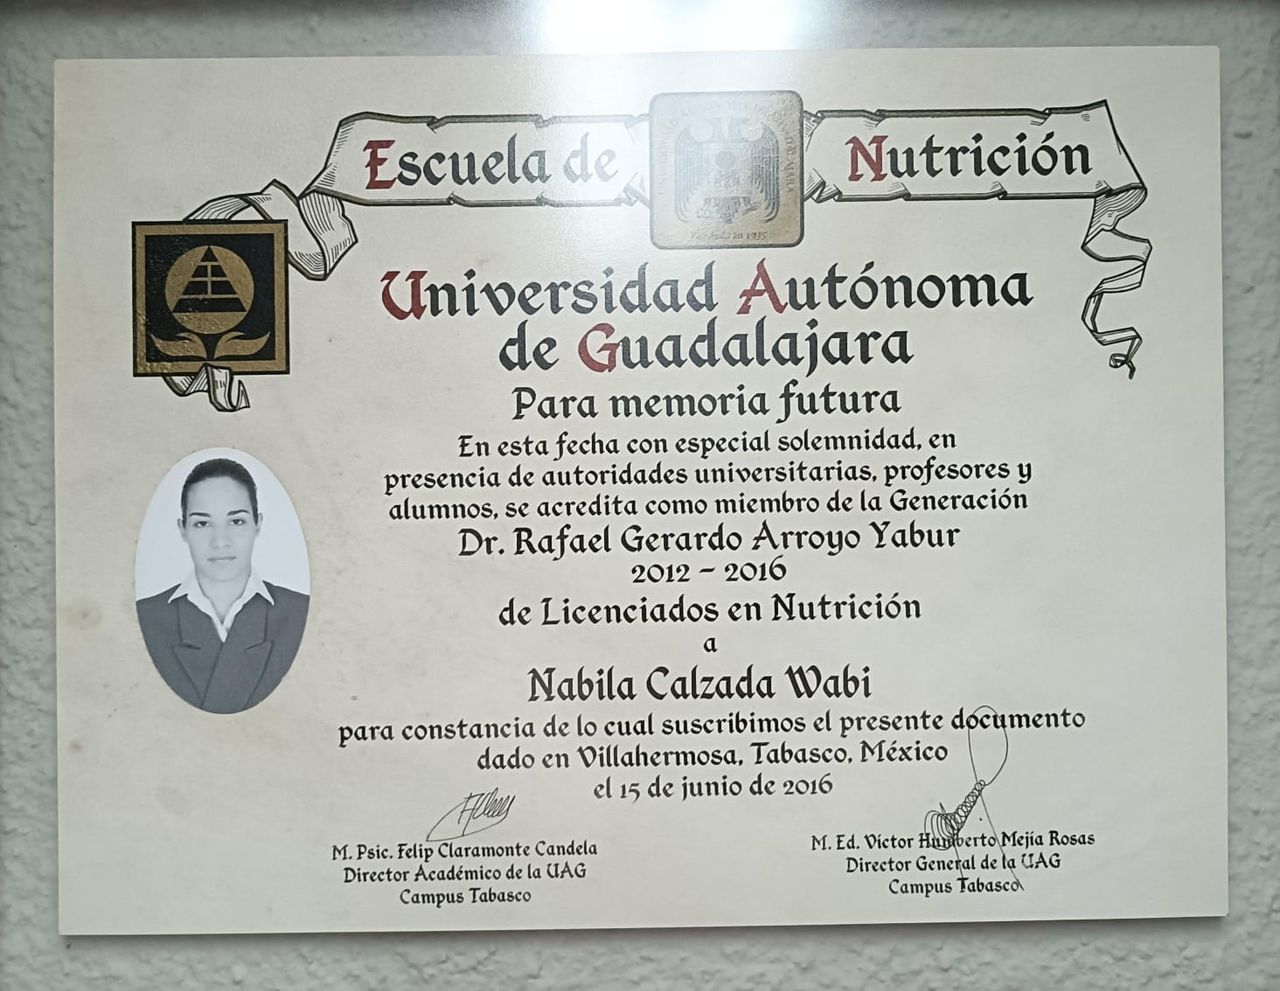 Escuela de Nutrición
Fundada en 1935
Universidad Autónoma
de Guadalajara
Para memoria futura
En esta fecha con especial solemnidad, en
presencia de autoridades universitarias, profesores y
alumnos, se acredita como miembro de la Generación
Dr. Rafael Gerardo Arroyo Yabur
2012 – 2016
de Licenciados en Nutrición
a
Nabila Calzada Wabi
para constancia de lo cual suscribimos el presente documento
dado en Villahermosa, Tabasco, México
el 15 de junio de 2016
M. Psic. Felip Claramonte Candela
Director Académico de la UAG
Campus Tabasco
M. Ed. Víctor Humberto Mejía Rosas
Director General de la UAG
Campus Tabasco